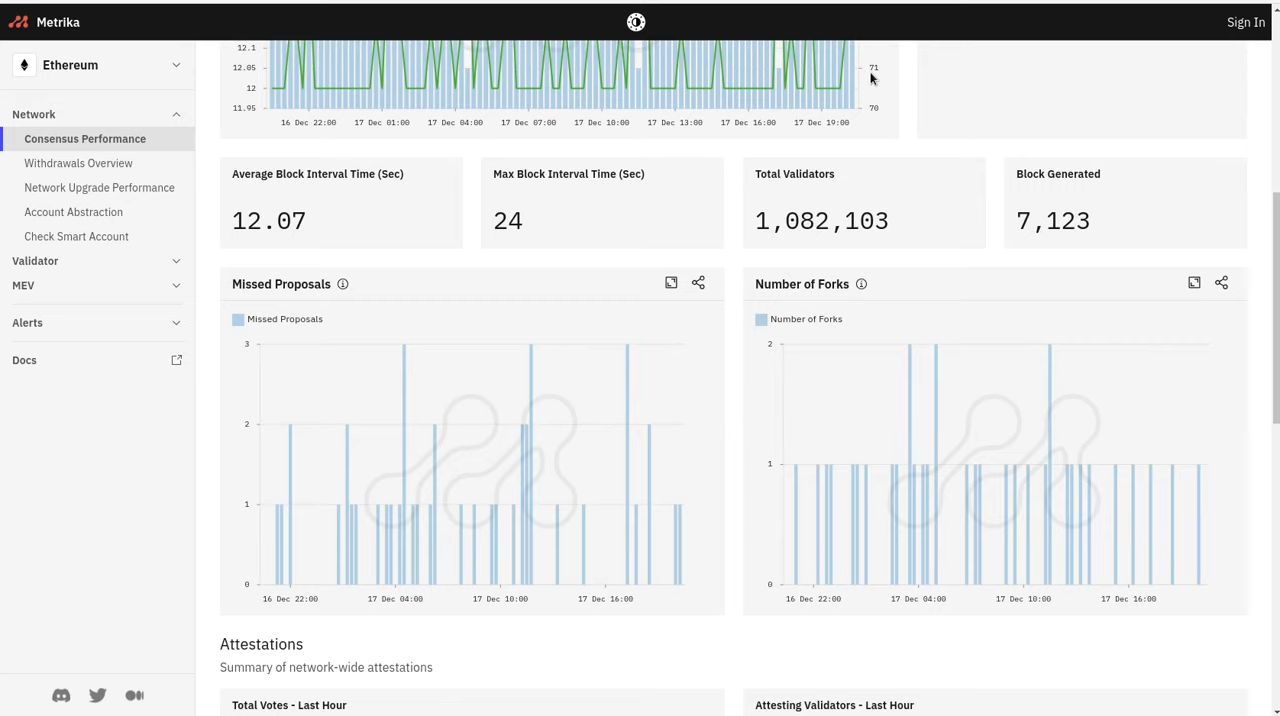 Metrika
Sign In
Ethereum
Network
Consensus Performance
Withdrawals Overview
Network Upgrade Performance
Account Abstraction
Check Smart Account
Validator
MEV
Alerts
Docs
12.1
12.05
12
11.95
71
70
16 Dec 22:00 17 Dec 01:00 17 Dec 04:00 17 Dec 07:00 17 Dec 10:00 17 Dec 13:00 17 Dec 16:00 17 Dec 19:00
Average Block Interval Time (Sec)
12.07
Max Block Interval Time (Sec)
24
Total Validators
1,082,103
Block Generated
7,123
Missed Proposals
Missed Proposals
3
2
1
0
16 Dec 22:00 17 Dec 04:00 17 Dec 10:00 17 Dec 16:00
Number of Forks
Number of Forks
2
1
0
16 Dec 22:00 17 Dec 04:00 17 Dec 10:00 17 Dec 16:00
Attestations
Summary of network-wide attestations
Total Votes - Last Hour
Attesting Validators - Last Hour